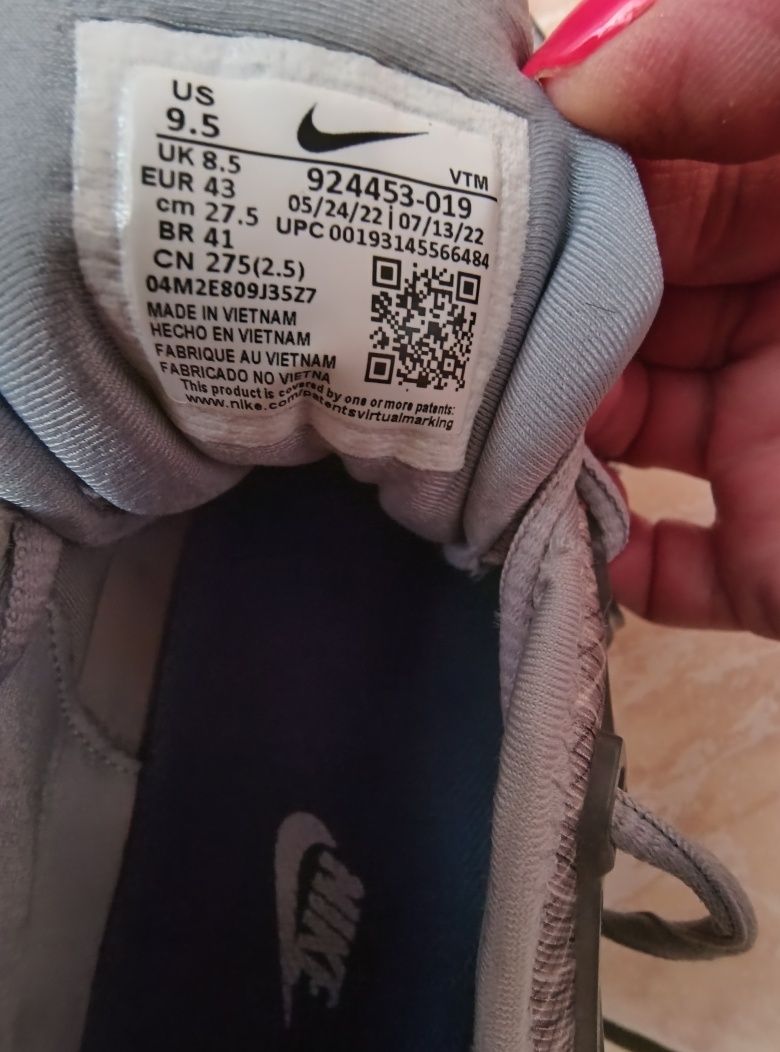 US
9.5
UK 8.5
EUR 43
cm 27.5
BR 41
CN 275(2.5)
VTM
924453-019
05/24/22 | 07/13/22
UPC 00193145566484
04M2E809J35Z7
MADE IN VIETNAM
HECHO EN VIETNAM
FABRIQUE AU VIETNAM
FABRICADO NO VIETNA
This product is covered by one or more patents:
www.nike.com/patentsvirtualmarking
NIKE